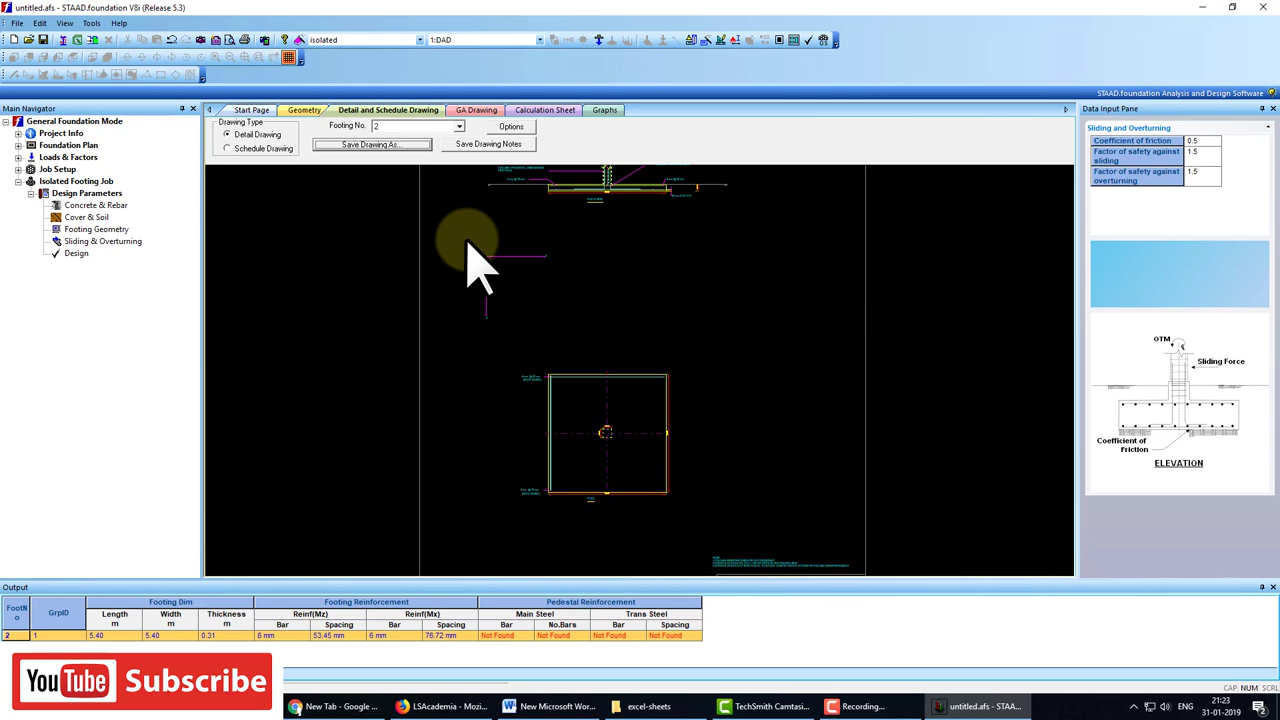 untitled.afs - STAAD.foundation V8i (Release 5.3)
File Edit View Tools Help
isolated 1:DAD
STAAD.foundation Analysis and Design Software
Main Navigator
General Foundation Mode
Project Info
Foundation Plan
Loads & Factors
Job Setup
Isolated Footing Job
Design Parameters
Concrete & Rebar
Cover & Soil
Footing Geometry
Sliding & Overturning
Design
Start Page Geometry Detail and Schedule Drawing GA Drawing Calculation Sheet Graphs
Drawing Type
Detail Drawing
Schedule Drawing
Footing No. 2 Options
Save Drawing As... Save Drawing Notes
Data Input Pane
Sliding and Overturning
Coefficient of friction 0.5
Factor of safety against sliding 1.5
Factor of safety against overturning 1.5
OTM
Sliding Force
Coefficient of Friction
ELEVATION
Output
FootNo GrpID Footing Dim Footing Reinforcement Pedestal Reinforcement
Length m Width m Thickness m Reinf(Mz) Reinf(Mx) Main Steel Trans Steel
Bar Spacing Bar Spacing Bar No.Bars Bar Spacing
2 1 5.40 5.40 0.31 8 mm 53.45 mm 6 mm 76.72 mm Not Found Not Found Not Found Not Found
YouTube Subscribe
CAP NUM SCRL
New Tab - Google ... LSAcademia - Mozi... New Microsoft Wor... excel-sheets TechSmith Camtasi... Recording... untitled.afs - STAA...
ENG
21:23
31-01-2019
2